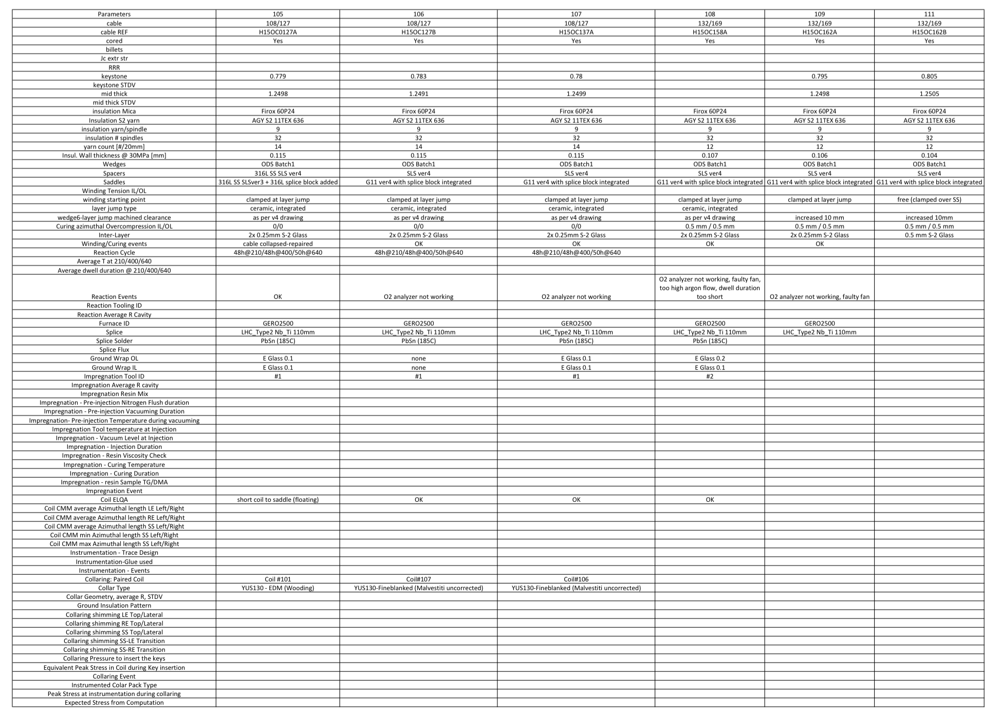 Parameters 105 106 107 108 109 111
cable 108/127 108/127 108/127 132/169 132/169 132/169
cable REF H15OC0127A H15OC127B H15OC137A H15OC158A H15OC162A H15OC162B
cored Yes Yes Yes Yes Yes Yes
billets
Jc extr str
RRR
keystone 0.779 0.783 0.78 0.795 0.805
keystone STDV
mid thick 1.2498 1.2491 1.2499 1.2498 1.2505
mid thick STDV
insulation Mica Firox 60P24 Firox 60P24 Firox 60P24 Firox 60P24 Firox 60P24 Firox 60P24
Insulation S2 yarn AGY S2 11TEX 636 AGY S2 11TEX 636 AGY S2 11TEX 636 AGY S2 11TEX 636 AGY S2 11TEX 636 AGY S2 11TEX 636
insulation yarn/spindle 9 9 9 9 9 9
insulation # spindles 32 32 32 32 32 32
yarn count [#/20mm] 14 14 14 12 12 12
Insul. Wall thickness @ 30MPa [mm] 0.115 0.115 0.115 0.107 0.106 0.104
Wedges ODS Batch1 ODS Batch1 ODS Batch1 ODS Batch1 ODS Batch1 ODS Batch1
Spacers 316L SS SLS ver4 SLS ver4 SLS ver4 SLS ver4 SLS ver4 SLS ver4
Saddles 316L SS SLSver3 + 316L splice block added G11 ver4 with splice block integrated G11 ver4 with splice block integrated G11 ver4 with splice block integrated G11 ver4 with splice block integrated G11 ver4 with splice block integrated
Winding Tension IL/OL
winding starting point clamped at layer jump clamped at layer jump clamped at layer jump clamped at layer jump clamped at layer jump free (clamped over SS)
layer jump type ceramic, integrated ceramic, integrated ceramic, integrated ceramic, integrated
wedge6-layer jump machined clearance as per v4 drawing as per v4 drawing as per v4 drawing as per v4 drawing increased 10 mm increased 10mm
Curing azimuthal Overcompression IL/OL 0/0 0/0 0/0 0.5 mm / 0.5 mm 0.5 mm / 0.5 mm 0.5 mm / 0.5 mm
Inter-Layer 2x 0.25mm S-2 Glass 2x 0.25mm S-2 Glass 2x 0.25mm S-2 Glass 2x 0.25mm S-2 Glass 2x 0.25mm S-2 Glass 0.5 mm S-2 Glass
Winding/Curing events cable collapsed-repaired OK OK OK OK
Reaction Cycle 48h@210/48h@400/50h@640 48h@210/48h@400/50h@640 48h@210/48h@400/50h@640
Average T at 210/400/640
Average dwell duration @ 210/400/640
O2 analyzer not working, faulty fan,
too high argon flow, dwell duration
Reaction Events OK O2 analyzer not working O2 analyzer not working too short O2 analyzer not working, faulty fan
Reaction Tooling ID
Reaction Average R Cavity
Furnace ID GERO2500 GERO2500 GERO2500 GERO2500 GERO2500
Splice LHC_Type2 Nb_Ti 110mm LHC_Type2 Nb_Ti 110mm LHC_Type2 Nb_Ti 110mm LHC_Type2 Nb_Ti 110mm LHC_Type2 Nb_Ti 110mm
Splice Solder PbSn (185C) PbSn (185C) PbSn (185C) PbSn (185C)
Splice Flux
Ground Wrap OL E Glass 0.1 none E Glass 0.1 E Glass 0.2
Ground Wrap IL E Glass 0.1 none E Glass 0.1 E Glass 0.1
Impregnation Tool ID #1 #1 #1 #2
Impregnation Average R cavity
Impregnation Resin Mix
Impregnation - Pre-injection Nitrogen Flush duration
Impregnation - Pre-injection Vacuuming Duration
Impregnation- Pre-injection Temperature during vacuuming
Impregnation Tool temperature at Injection
Impregnation - Vacuum Level at Injection
Impregnation - Injection Duration
Impregnation - Resin Viscosity Check
Impregnation - Curing Temperature
Impregnation - Curing Duration
Impregnation - resin Sample TG/DMA
Impregnation Event
Coil ELQA short coil to saddle (floating) OK OK OK
Coil CMM average Azimuthal length LE Left/Right
Coil CMM average Azimuthal length RE Left/Right
Coil CMM average Azimuthal length SS Left/Right
Coil CMM min Azimuthal length SS Left/Right
Coil CMM max Azimuthal length SS Left/Right
Instrumentation - Trace Design
Instrumentation-Glue used
Instrumentation - Events
Collaring: Paired Coil Coil #101 Coil#107 Coil#106
Collar Type YUS130 - EDM (Wooding) YUS130-Fineblanked (Malvestiti uncorrected) YUS130-Fineblanked (Malvestiti uncorrected)
Collar Geometry, average R, STDV
Ground Insulation Pattern
Collaring shimming LE Top/Lateral
Collaring shimming RE Top/Lateral
Collaring shimming SS Top/Lateral
Collaring shimming SS-LE Transition
Collaring shimming SS-RE Transition
Collaring Pressure to insert the keys
Equivalent Peak Stress in Coil during Key insertion
Collaring Event
Instrumented Colar Pack Type
Peak Stress at instrumentation during collaring
Expected Stress from Computation